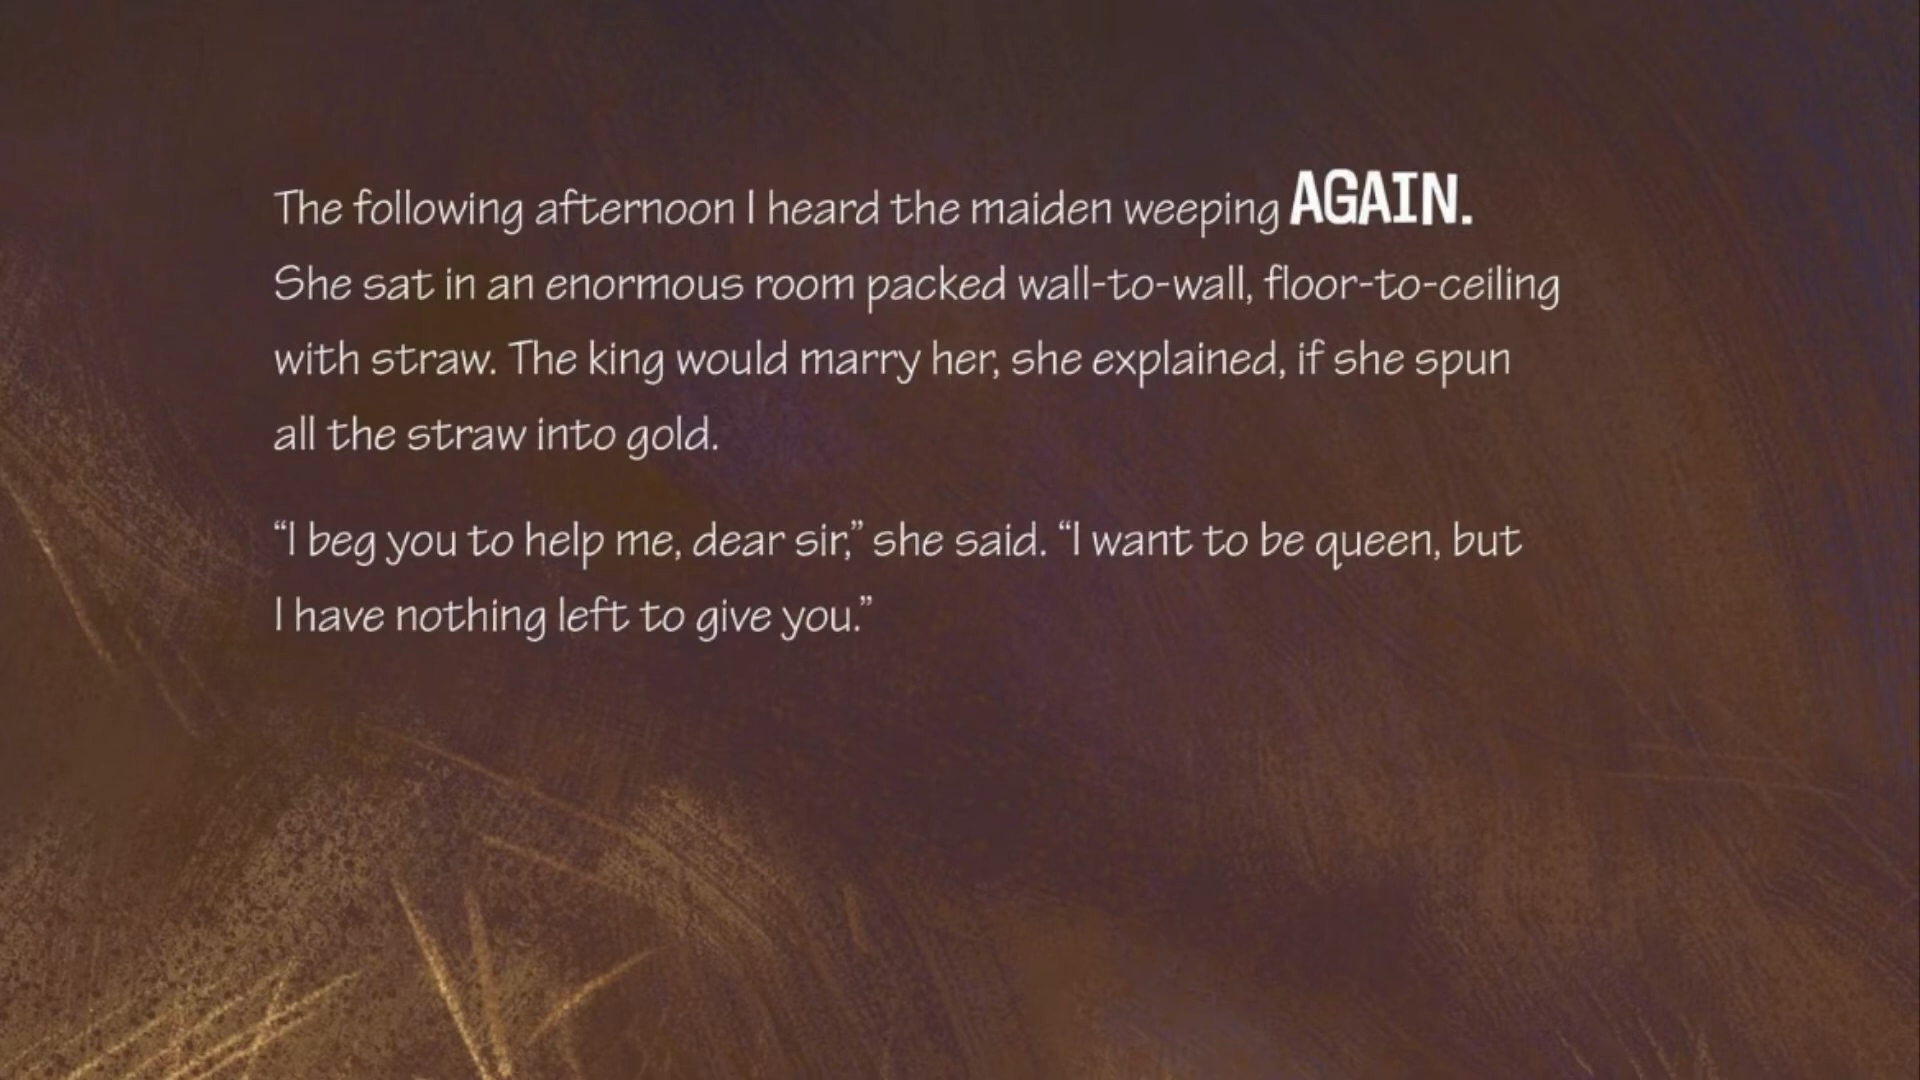 The following afternoon I heard the maiden weeping AGAIN.
She sat in an enormous room packed wall-to-wall, floor-to-ceiling
with straw. The king would marry her, she explained, if she spun
all the straw into gold.
“I beg you to help me, dear sir,” she said. “I want to be queen, but
I have nothing left to give you.”